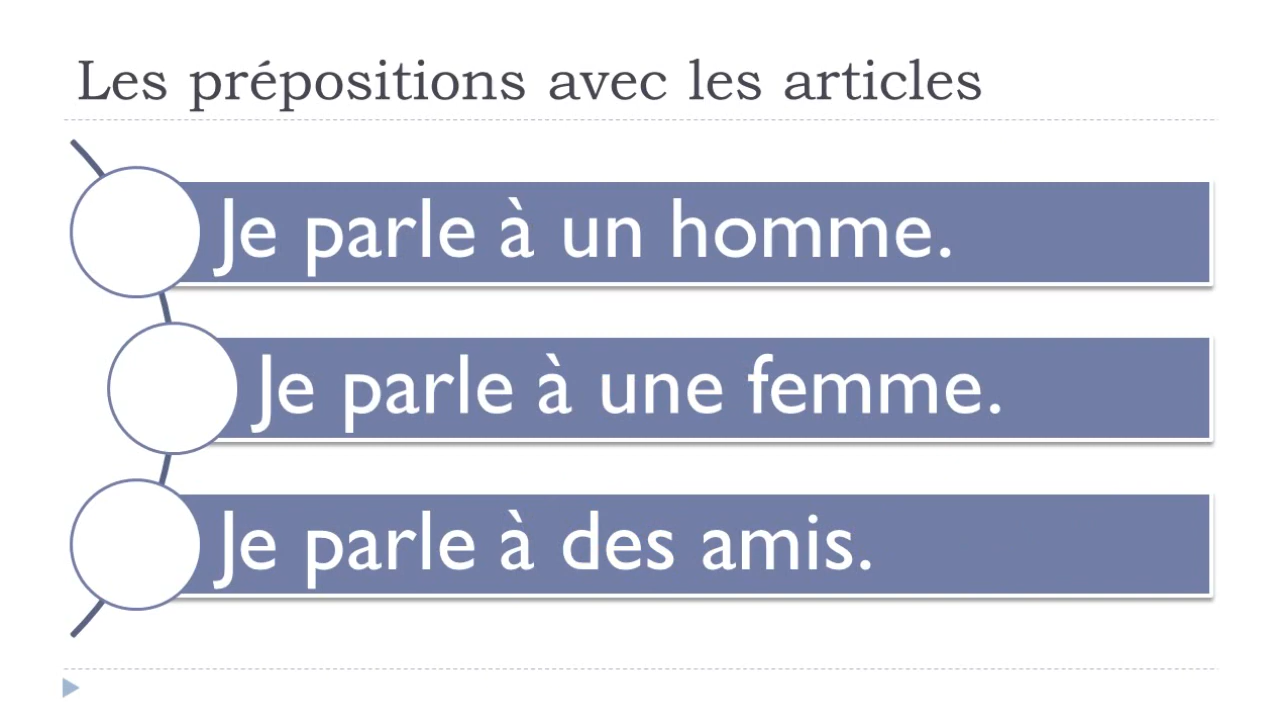 Les prépositions avec les articles
Je parle à un homme.
Je parle à une femme.
Je parle à des amis.